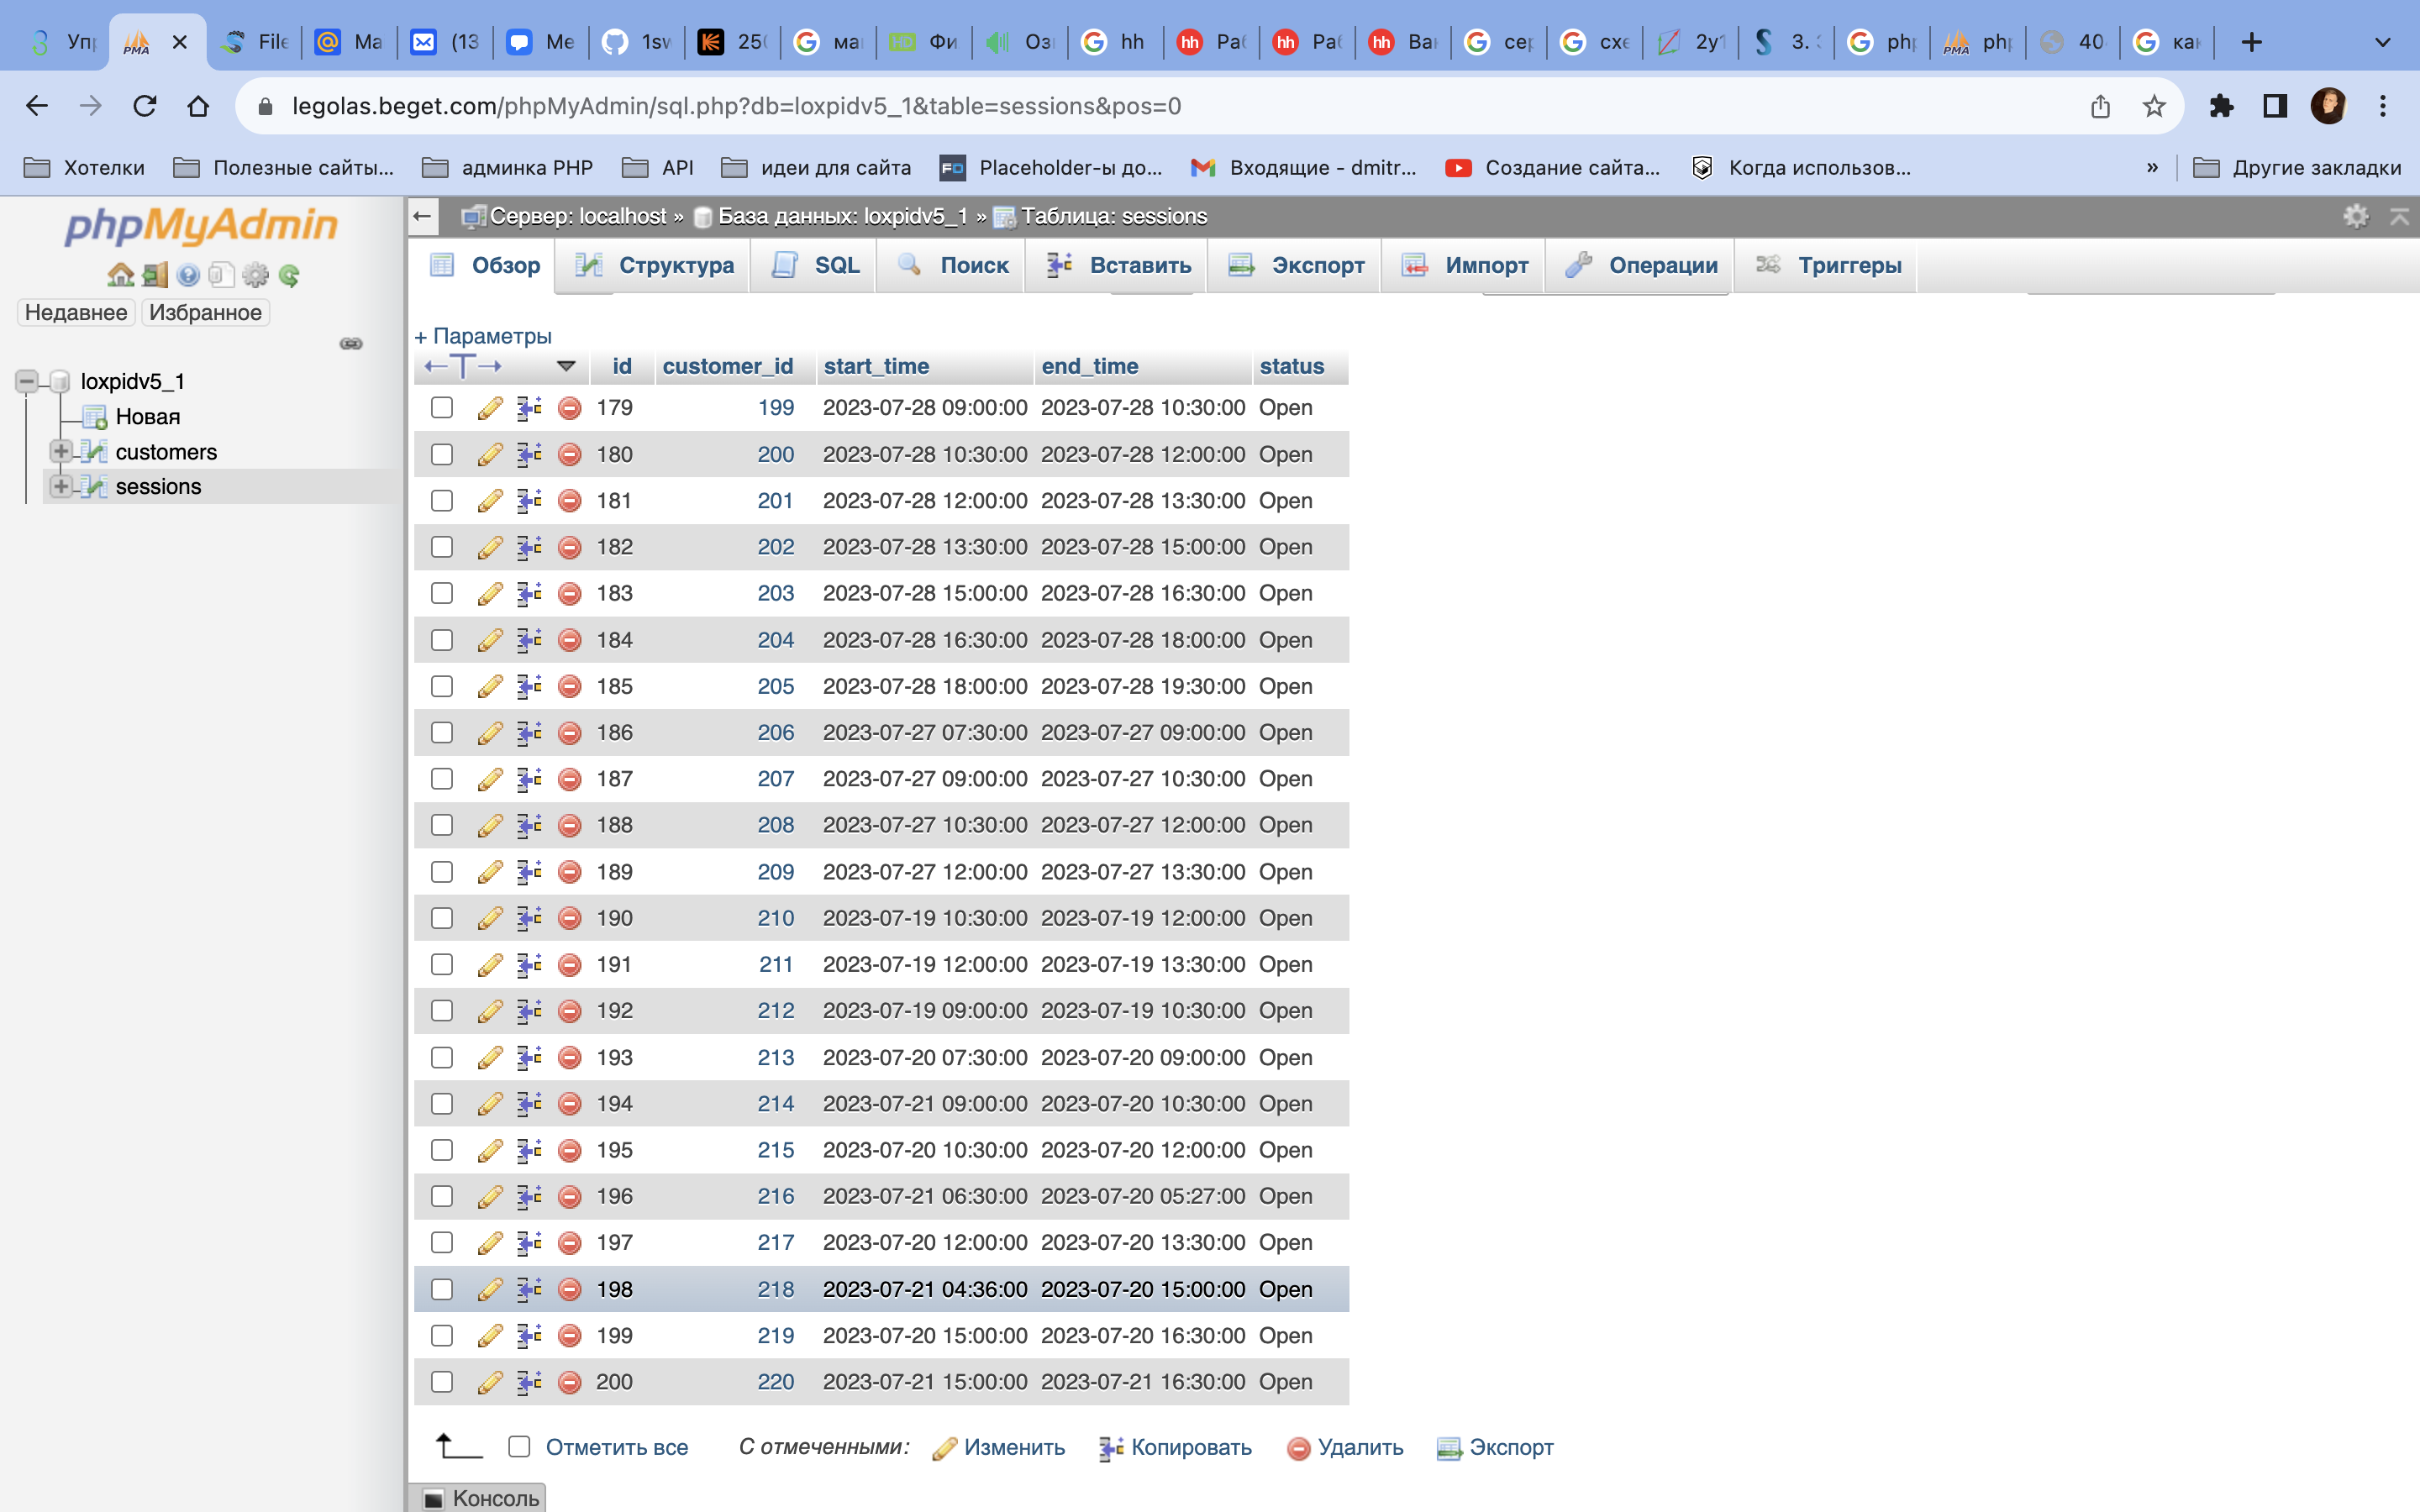 Уп
File
Ма
(13
Ме
1sw
250
ма
Фи
Оз
hh
Раб
Раб
Ва
сер
схе
2y1
3. 3
php
php
40
как
legolas.beget.com/phpMyAdmin/sql.php?db=loxpidv5_1&table=sessions&pos=0
Хотелки Полезные сайты... админка PHP API идеи для сайта Placeholder-ы до... Входящие - dmitr... Создание сайта... Когда использов... » Другие закладки
phpMyAdmin
Недавнее Избранное
loxpidv5_1
Новая
customers
sessions
Сервер: localhost » База данных: loxpidv5_1 » Таблица: sessions
Обзор Структура SQL Поиск Вставить Экспорт Импорт Операции Триггеры
+ Параметры
←T→ id customer_id start_time end_time status
179 199 2023-07-28 09:00:00 2023-07-28 10:30:00 Open
180 200 2023-07-28 10:30:00 2023-07-28 12:00:00 Open
181 201 2023-07-28 12:00:00 2023-07-28 13:30:00 Open
182 202 2023-07-28 13:30:00 2023-07-28 15:00:00 Open
183 203 2023-07-28 15:00:00 2023-07-28 16:30:00 Open
184 204 2023-07-28 16:30:00 2023-07-28 18:00:00 Open
185 205 2023-07-28 18:00:00 2023-07-28 19:30:00 Open
186 206 2023-07-27 07:30:00 2023-07-27 09:00:00 Open
187 207 2023-07-27 09:00:00 2023-07-27 10:30:00 Open
188 208 2023-07-27 10:30:00 2023-07-27 12:00:00 Open
189 209 2023-07-27 12:00:00 2023-07-27 13:30:00 Open
190 210 2023-07-19 10:30:00 2023-07-19 12:00:00 Open
191 211 2023-07-19 12:00:00 2023-07-19 13:30:00 Open
192 212 2023-07-19 09:00:00 2023-07-19 10:30:00 Open
193 213 2023-07-20 07:30:00 2023-07-20 09:00:00 Open
194 214 2023-07-21 09:00:00 2023-07-20 10:30:00 Open
195 215 2023-07-20 10:30:00 2023-07-20 12:00:00 Open
196 216 2023-07-21 06:30:00 2023-07-20 05:27:00 Open
197 217 2023-07-20 12:00:00 2023-07-20 13:30:00 Open
198 218 2023-07-21 04:36:00 2023-07-20 15:00:00 Open
199 219 2023-07-20 15:00:00 2023-07-20 16:30:00 Open
200 220 2023-07-21 15:00:00 2023-07-21 16:30:00 Open
Отметить все С отмеченными: Изменить Копировать Удалить Экспорт
Консоль